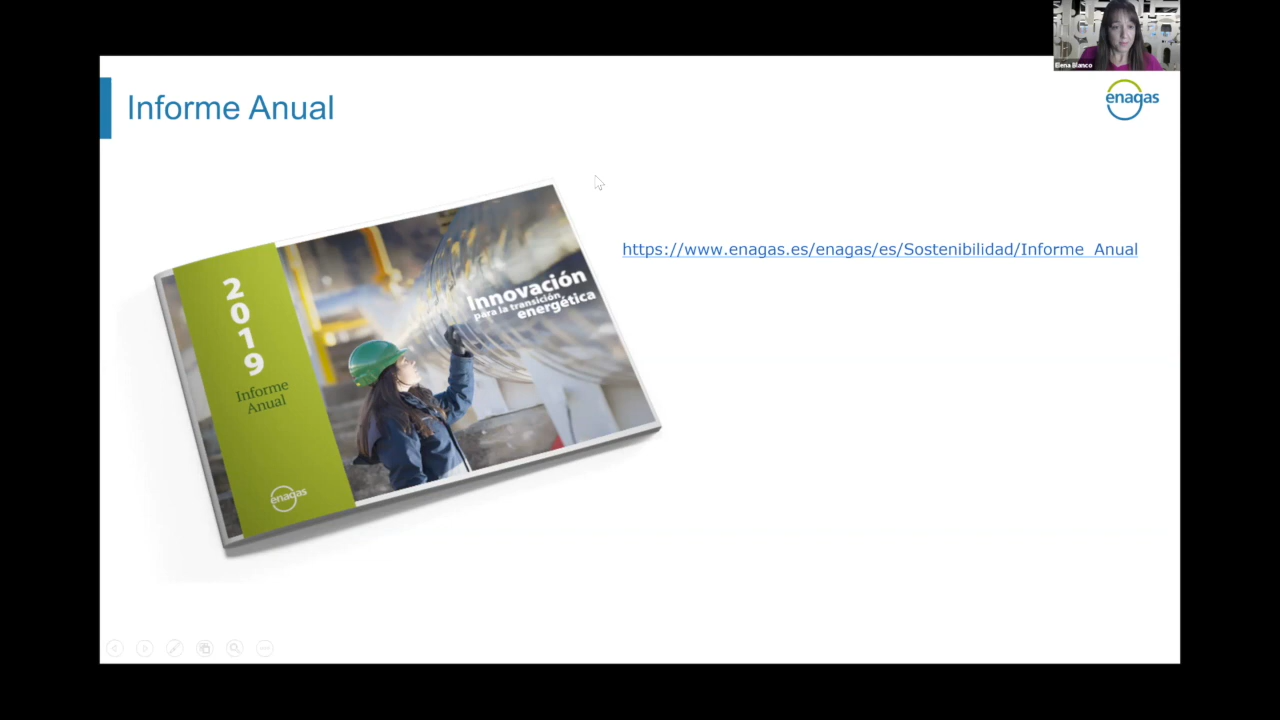 Elena Blanco
Informe Anual
enagas
https://www.enagas.es/enagas/es/Sostenibilidad/Informe_Anual
2019
Informe
Anual
enagas
Innovación
para la transición
energética